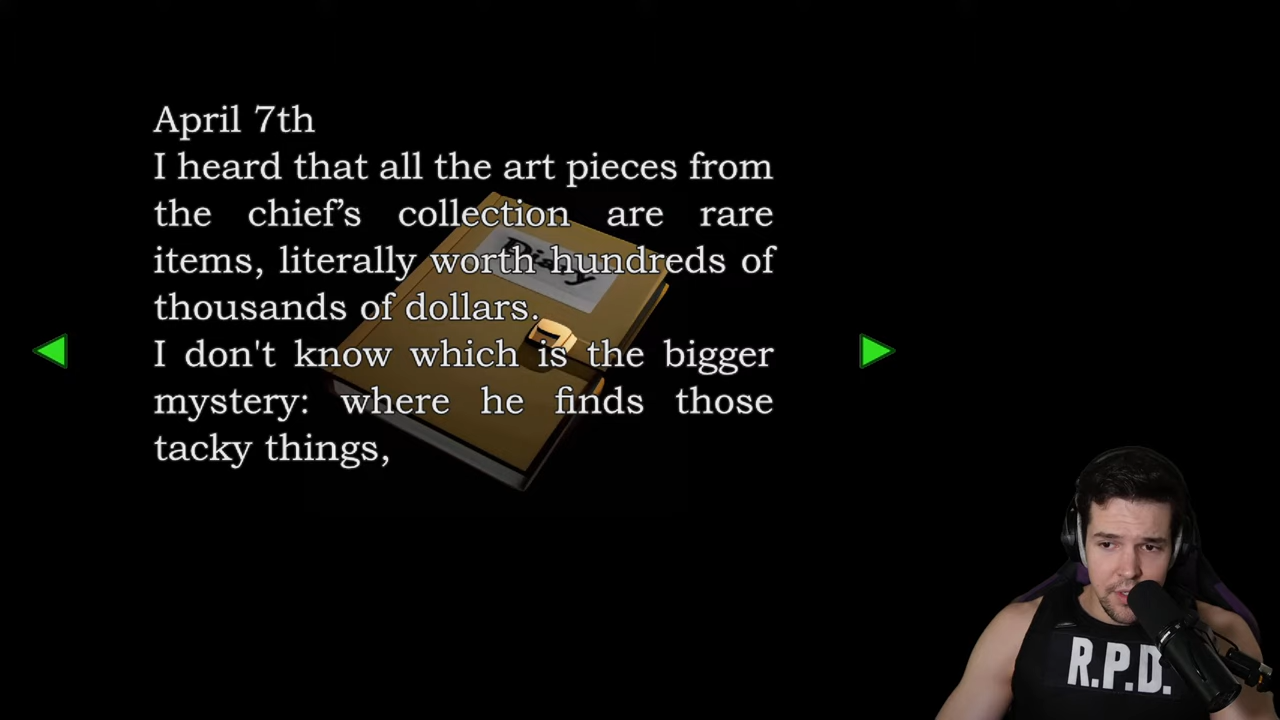 April 7th
I heard that all the art pieces from
the chief's collection are rare
items, literally worth hundreds of
thousands of dollars.
I don't know which is the bigger
mystery: where he finds those
tacky things,
Diary
R.P.D.